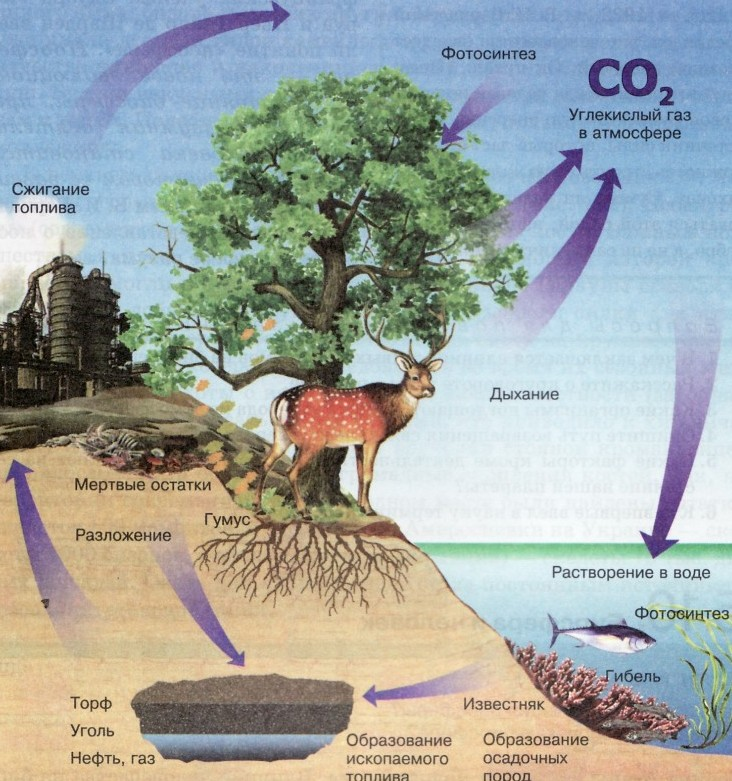 Фотосинтез
CO₂
Углекислый газ
в атмосфере
Сжигание
топлива
Дыхание
Мертвые остатки
Гумус
Разложение
Растворение в воде
Фотосинтез
Гибель
Торф
Известняк
Уголь
Нефть, газ
Образование
ископаемого
топлива
Образование
осадочных
пород